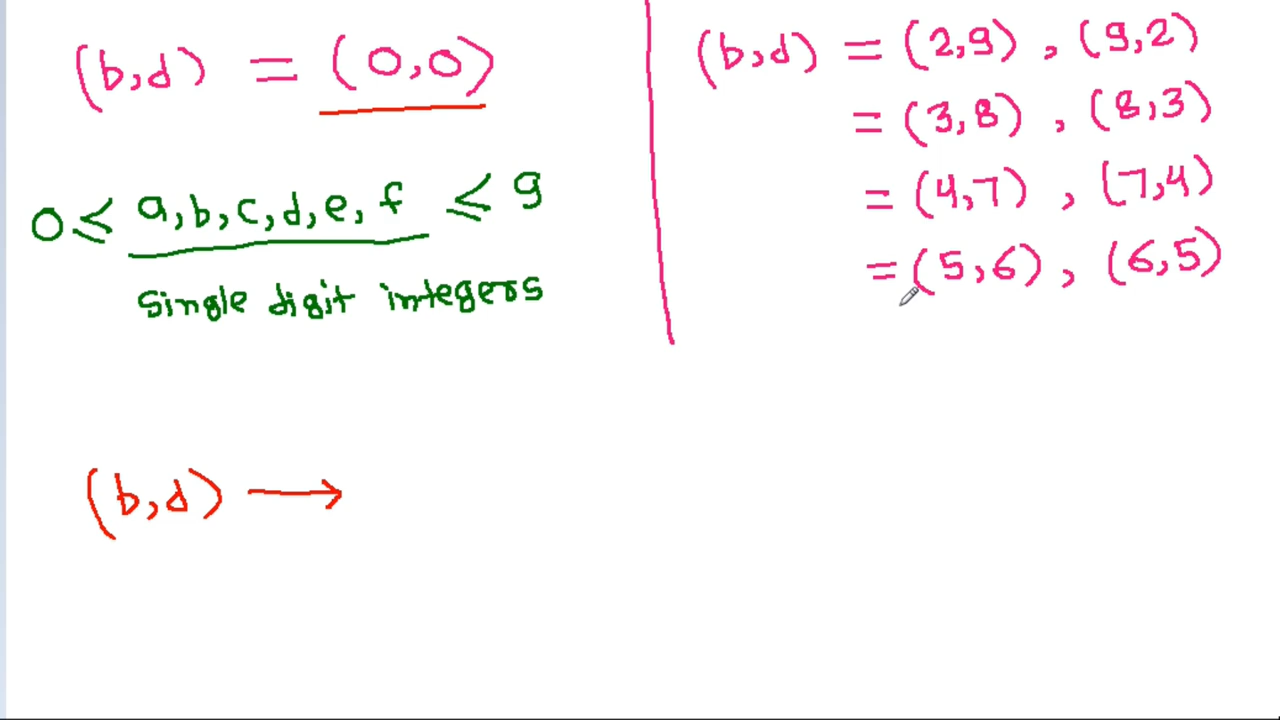 (b,d) = (0,0)
0 ≤ a,b,c,d,e,f ≤ 9
single digit integers
(b,d) = (2,9) , (9,2)
= (3,8) , (8,3)
= (4,7) , (7,4)
= (5,6) , (6,5)
(b,d) →